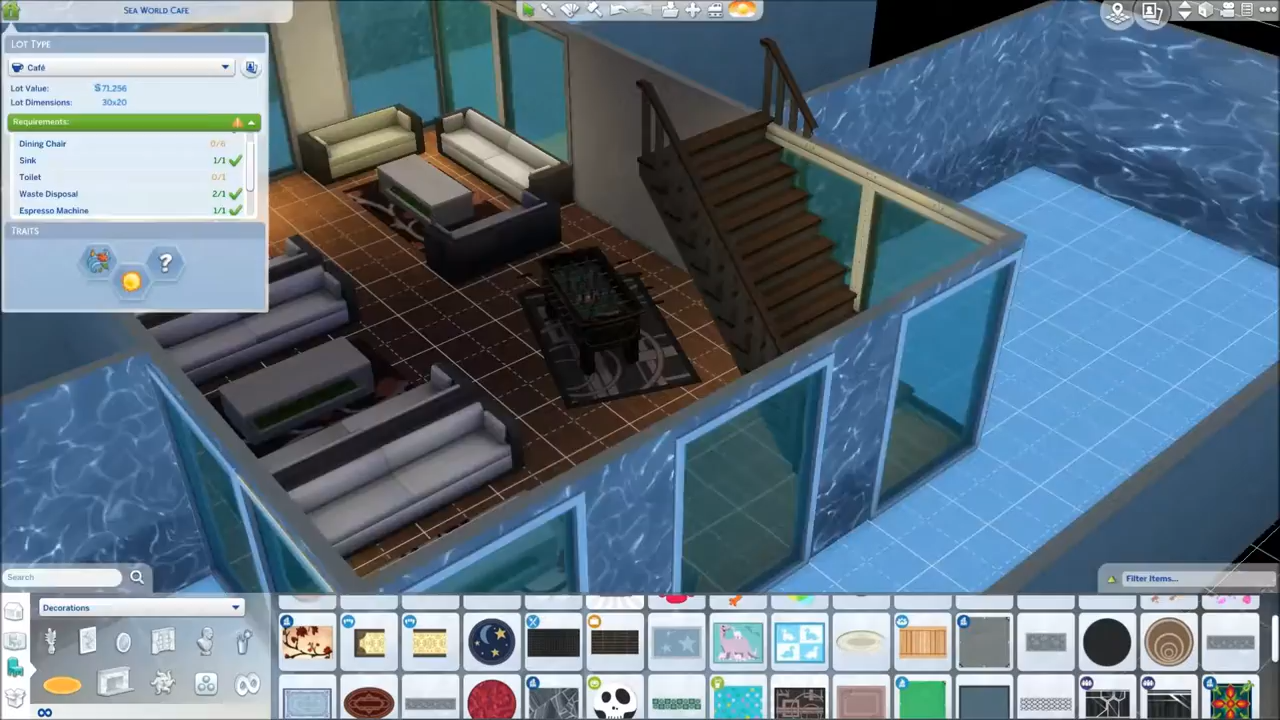 SEA WORLD CAFE
LOT TYPE
Café
Lot Value: $71,256
Lot Dimensions: 30x20
Requirements:
Dining Chair 0/6
Sink 1/1
Toilet 0/1
Waste Disposal 2/1
Espresso Machine 1/1
TRAITS
?
Search
Filter Items...
Decorations